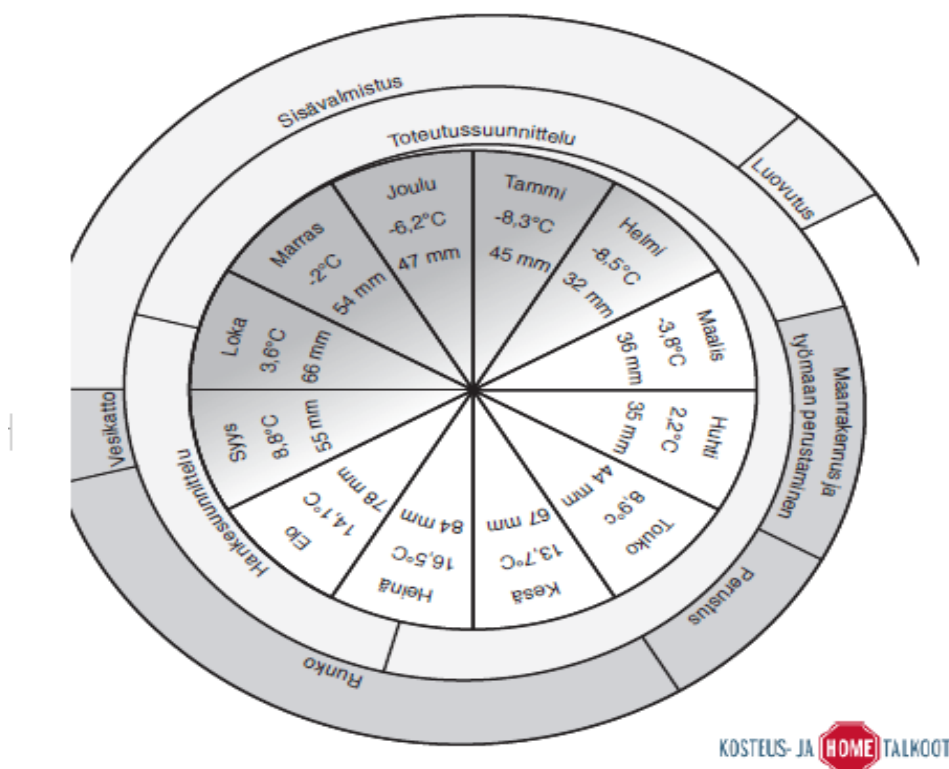 Sisävalmistus
Toteutussuunnittelu
Luovutus
Tammi
-8,3°C
45 mm
Helmi
-8,5°C
32 mm
Maalis
-3,8°C
36 mm
Huhti
2,2°C
35 mm
Touko
8,9°c
44 mm
Kesä
13,7°C
67 mm
Heinä
16,5°C
84 mm
Elo
14,1°C
78 mm
Syys
8,8°C
55 mm
Loka
3,6°C
66 mm
Marras
-2°C
54 mm
Joulu
-6,2°C
47 mm
Maanrakennus ja
työmaan perustaminen
Perustus
Runko
Hankesuunnittelu
Vesikatto
KOSTEUS- JA HOME TALKOOT